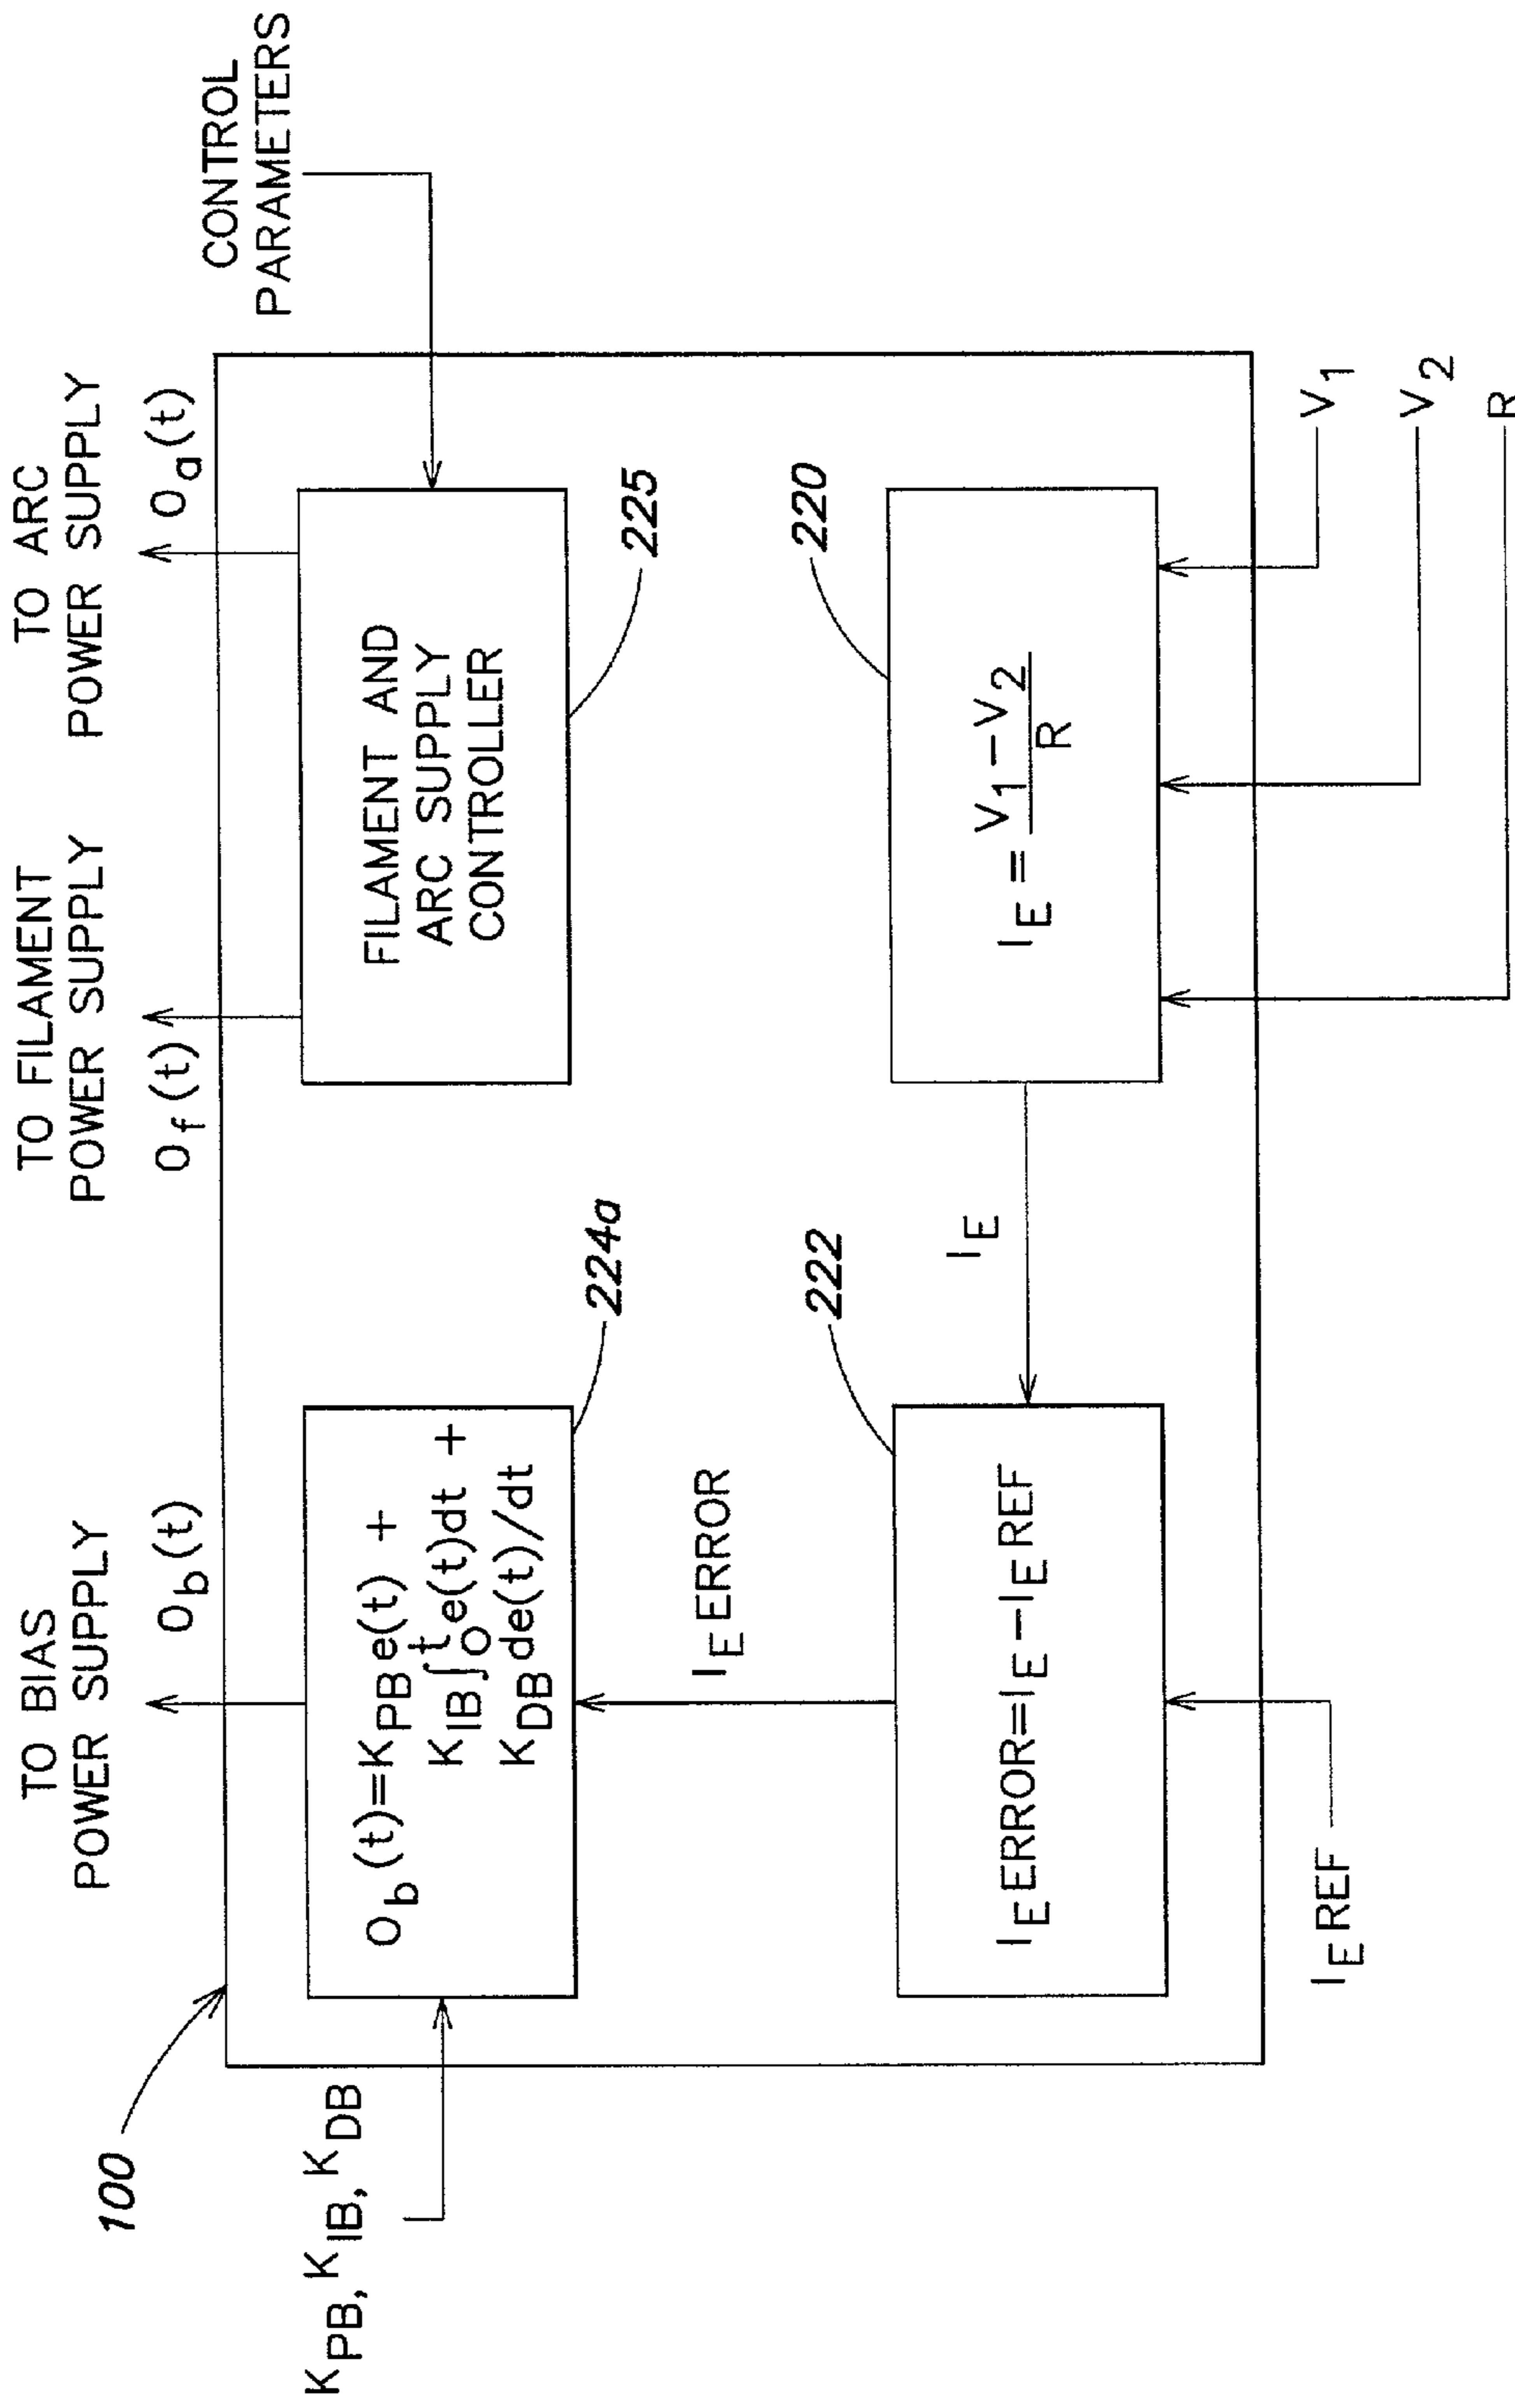 TO BIAS
POWER SUPPLY
O_b(t)
TO FILAMENT
POWER SUPPLY
O_f(t)
TO ARC
POWER SUPPLY
O_a(t)
100
K_PB, K_IB, K_DB
O_b(t)=K_PB e(t) +
K_IB ∫_O^t e(t)dt +
K_DB de(t)/dt
224a
FILAMENT AND
ARC SUPPLY
CONTROLLER
225
CONTROL
PARAMETERS
I_E ERROR
222
I_E ERROR=I_E-I_E REF
I_E
220
I_E = V_1-V_2
R
I_E REF
V_1
V_2
R